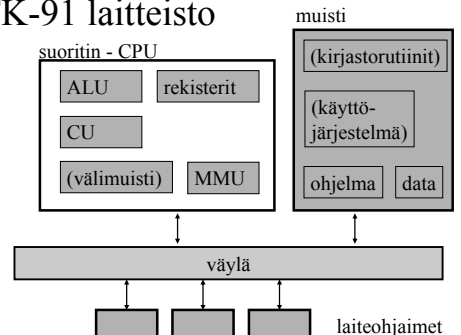 K-91 laitteisto
suoritin - CPU
ALU
rekisterit
CU
(välimuisti)
MMU
muisti
(kirjastorutiinit)
(käyttö-
järjestelmä)
ohjelma
data
väylä
laiteohjaimet